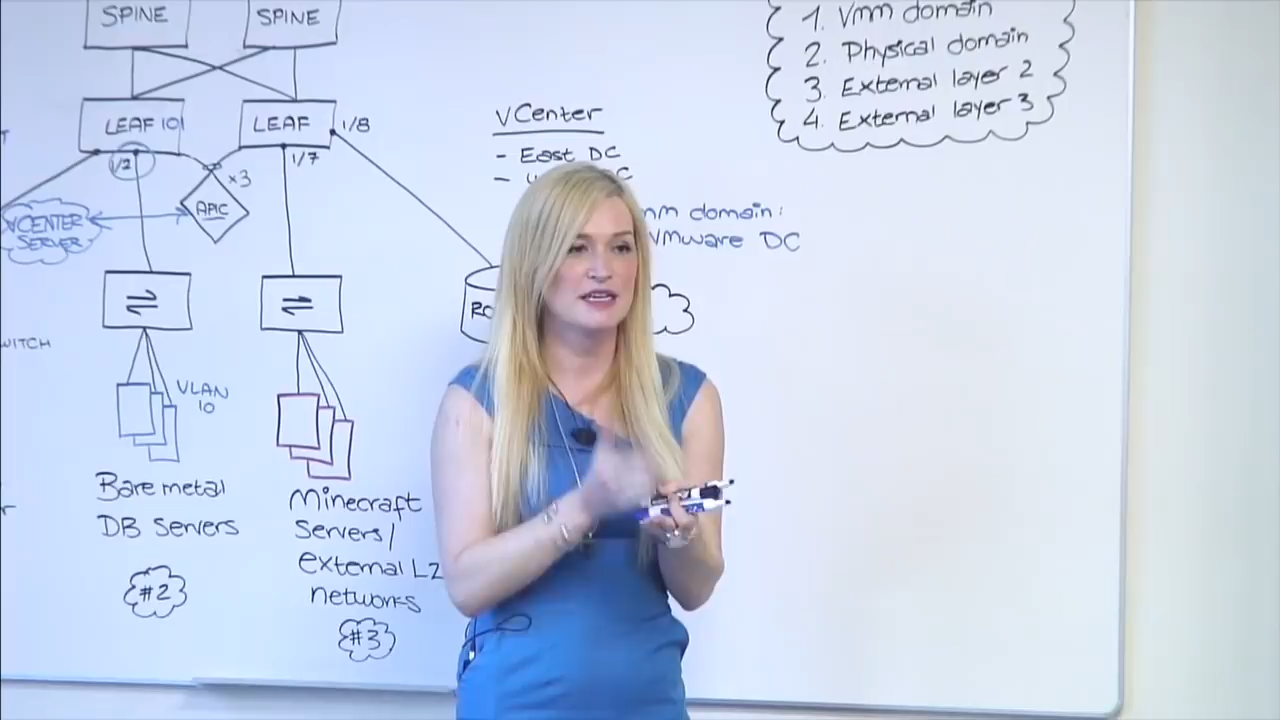 SPINE
SPINE
1. Vmm domain
2. Physical domain
3. External layer 2
4. External layer 3
LEAF 101
LEAF
1/8
1/2
1/7
x3
APIC
VCENTER
SERVER
vCenter
- East DC
-
domain:
VMware DC
VLAN
10
Bare metal
DB Servers
#2
Minecraft
Servers/
external L2
networks
#3